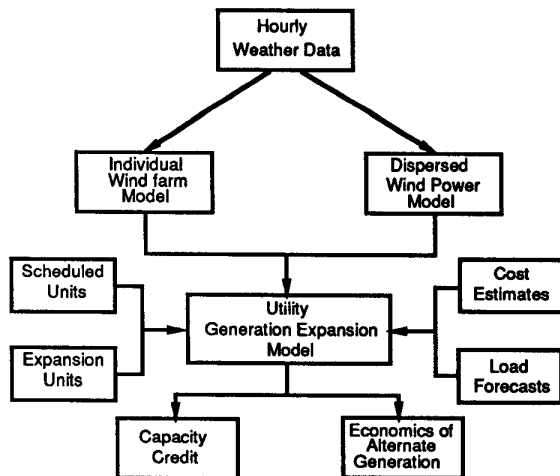 Hourly
Weather Data
Individual
Wind farm
Model
Dispersed
Wind Power
Model
Scheduled
Units
Expansion
Units
Utility
Generation Expansion
Model
Cost
Estimates
Load
Forecasts
Capacity
Credit
Economics of
Alternate
Generation